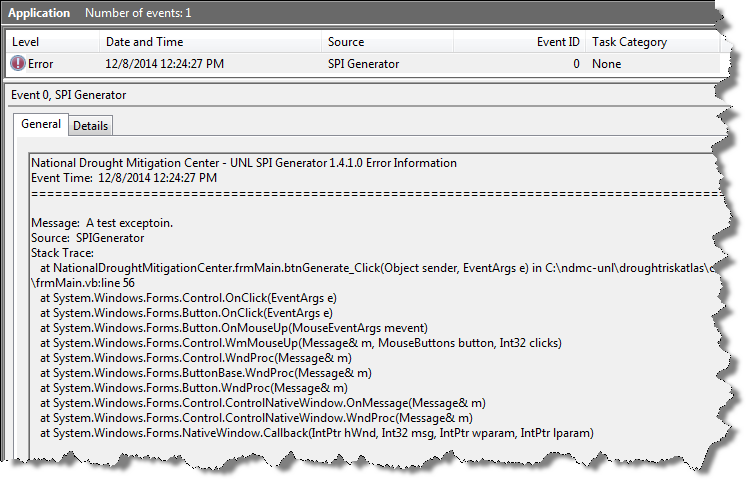 Application Number of events: 1
Level Date and Time Source Event ID Task Category
Error 12/8/2014 12:24:27 PM SPI Generator 0 None
Event 0, SPI Generator
General Details
National Drought Mitigation Center - UNL SPI Generator 1.4.1.0 Error Information
Event Time: 12/8/2014 12:24:27 PM
================================================================================
Message: A test exceptoin.
Source: SPIGenerator
Stack Trace:
at NationalDroughtMitigationCenter.frmMain.btnGenerate_Click(Object sender, EventArgs e) in C:\ndmc-unl\droughtriskatlas\
\frmMain.vb:line 56
at System.Windows.Forms.Control.OnClick(EventArgs e)
at System.Windows.Forms.Button.OnClick(EventArgs e)
at System.Windows.Forms.Button.OnMouseUp(MouseEventArgs mevent)
at System.Windows.Forms.Control.WmMouseUp(Message& m, MouseButtons button, Int32 clicks)
at System.Windows.Forms.Control.WndProc(Message& m)
at System.Windows.Forms.ButtonBase.WndProc(Message& m)
at System.Windows.Forms.Button.WndProc(Message& m)
at System.Windows.Forms.Control.ControlNativeWindow.OnMessage(Message& m)
at System.Windows.Forms.Control.ControlNativeWindow.WndProc(Message& m)
at System.Windows.Forms.NativeWindow.Callback(IntPtr hWnd, Int32 msg, IntPtr wparam, IntPtr lparam)